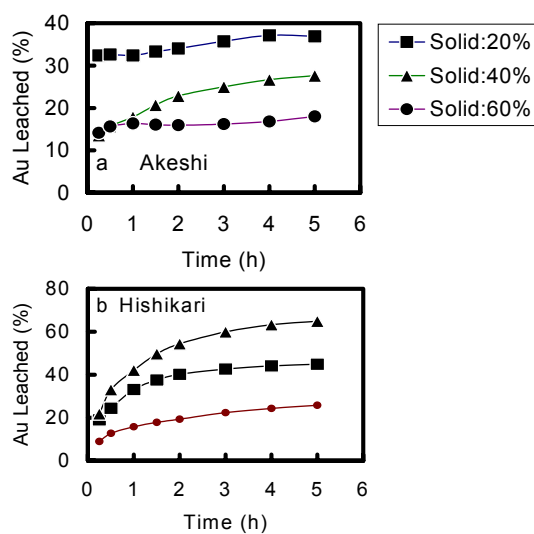 Au Leached (%)
40
30
20
10
0
a Akeshi
0 1 2 3 4 5 6
Time (h)
Solid:20%
Solid:40%
Solid:60%
Au Leached (%)
80
60
40
20
0
b Hishikari
0 1 2 3 4 5 6
Time (h)